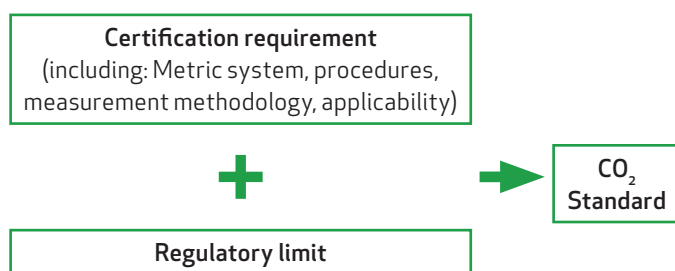 Certification requirement
(including: Metric system, procedures,
measurement methodology, applicability)
+
CO₂
Standard
Regulatory limit